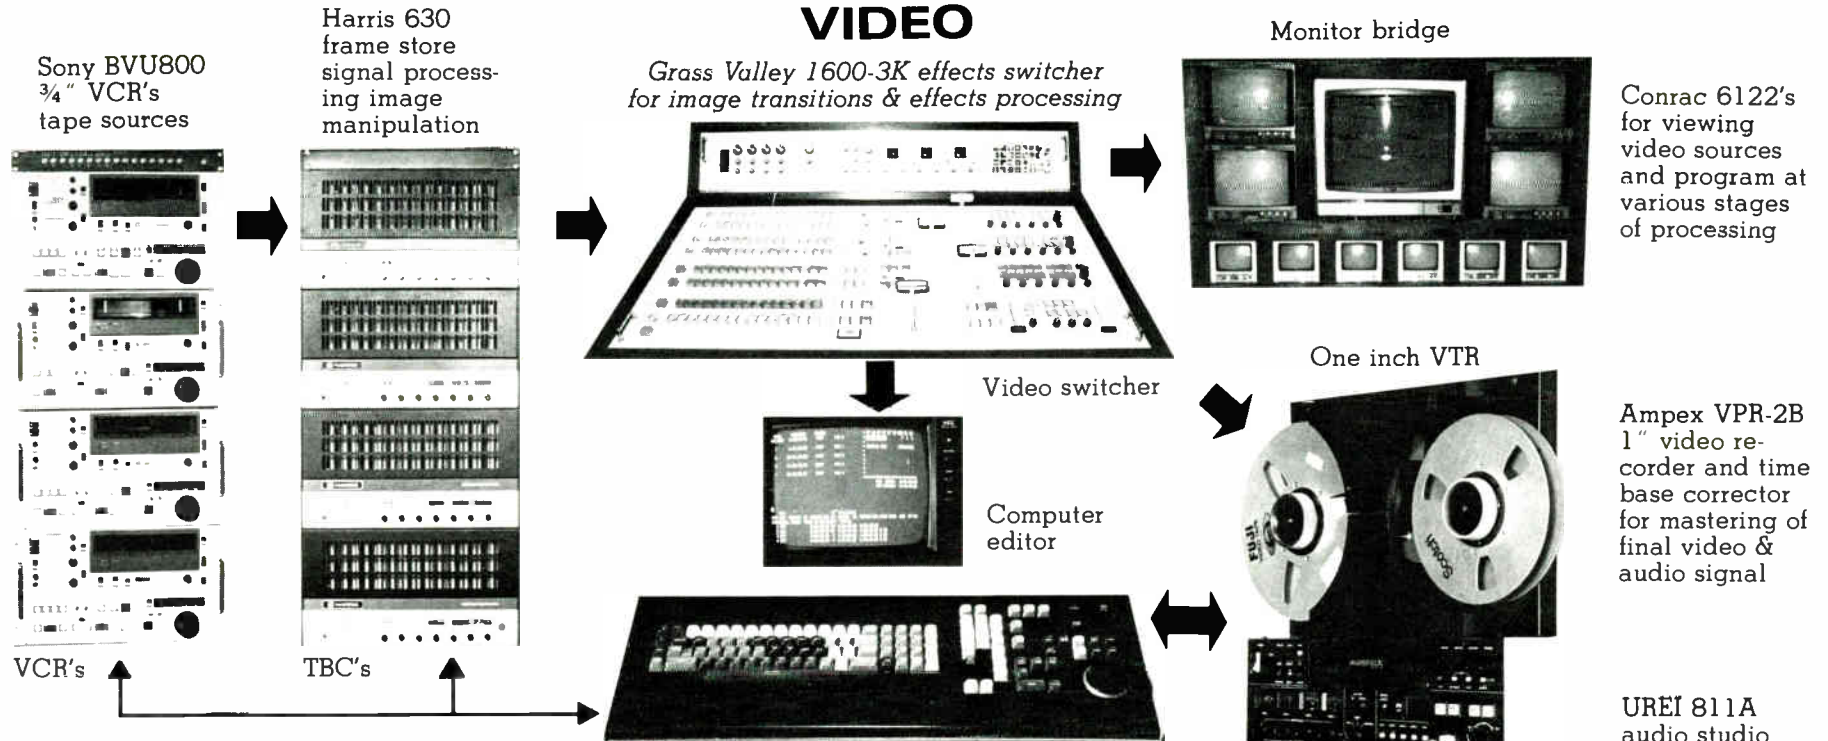 VIDEO
Sony BVU800
¾" VCR's
tape sources
Harris 630
frame store
signal process-
ing image
manipulation
Grass Valley 1600-3K effects switcher
for image transitions & effects processing
Monitor bridge
Conrac 6122's
for viewing
video sources
and program at
various stages
of processing
Video switcher
One inch VTR
Computer
editor
Scotch
Ampex VPR-2B
1" video re-
corder and time
base corrector
for mastering of
final video &
audio signal
VCR's
TBC's
UREI 811A
audio studio